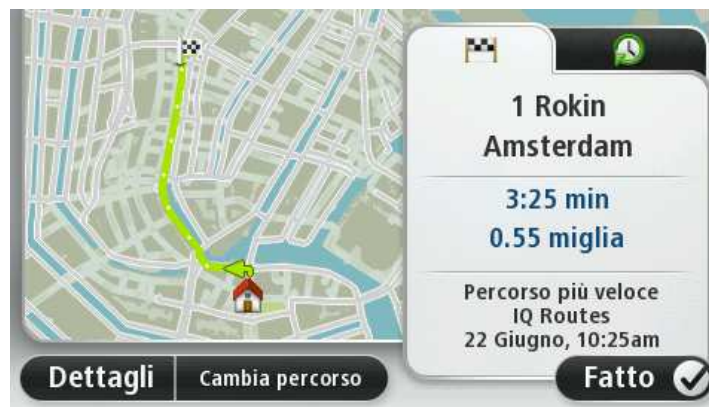 1 Rokin
Amsterdam
3:25 min
0.55 miglia
Percorso più veloce
IQ Routes
22 Giugno, 10:25am
Dettagli
Cambia percorso
Fatto